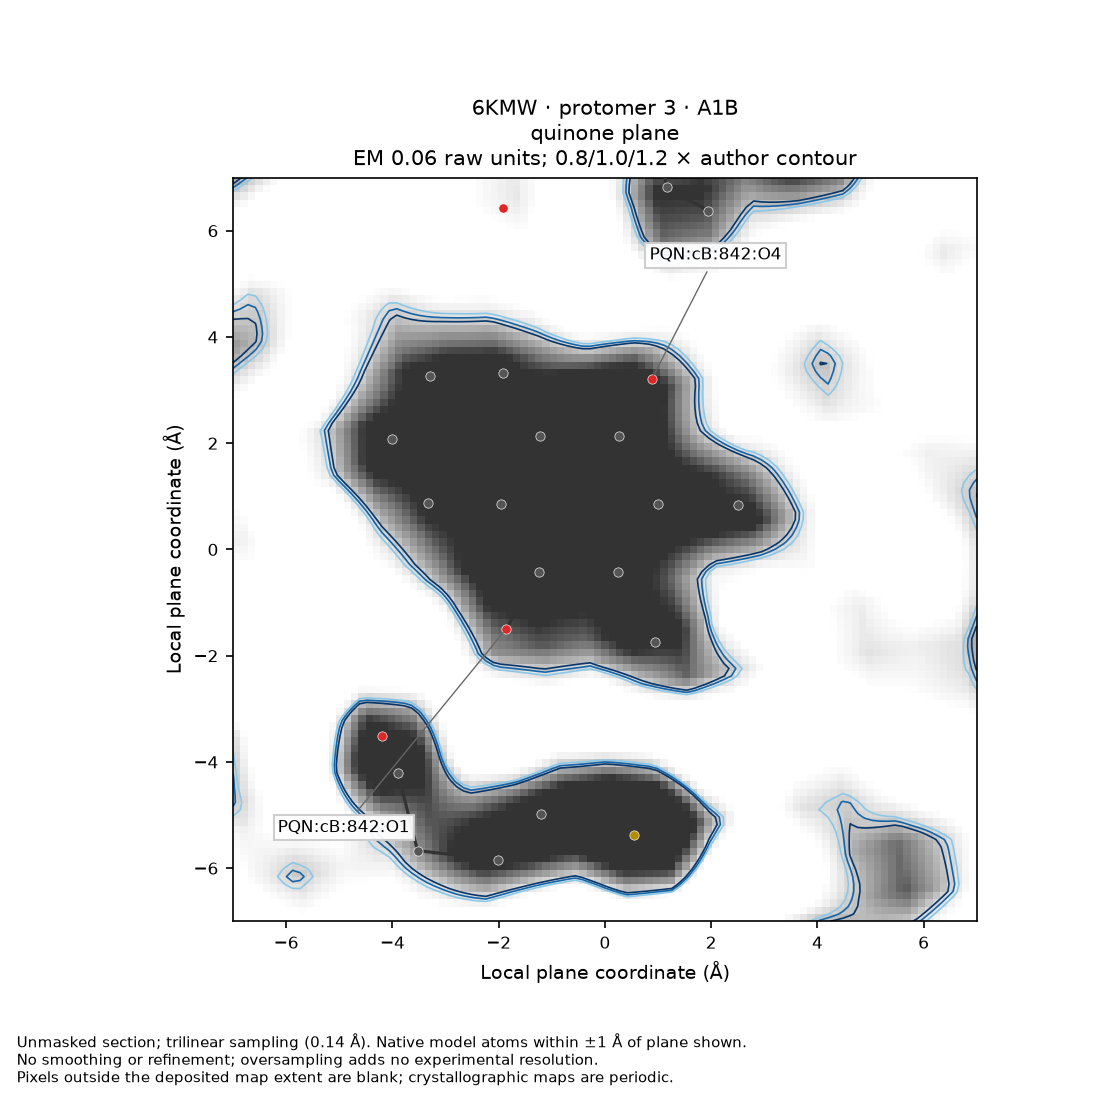 6KMW · protomer 3 · A1B
quinone plane
EM 0.06 raw units; 0.8/1.0/1.2 × author contour
PQN:cB:842:O4
PQN:cB:842:O1
6
4
2
0
−2
−4
−6
Local plane coordinate (Å)
−6 −4 −2 0 2 4 6
Local plane coordinate (Å)
Unmasked section; trilinear sampling (0.14 Å). Native model atoms within ±1 Å of plane shown.
No smoothing or refinement; oversampling adds no experimental resolution.
Pixels outside the deposited map extent are blank; crystallographic maps are periodic.